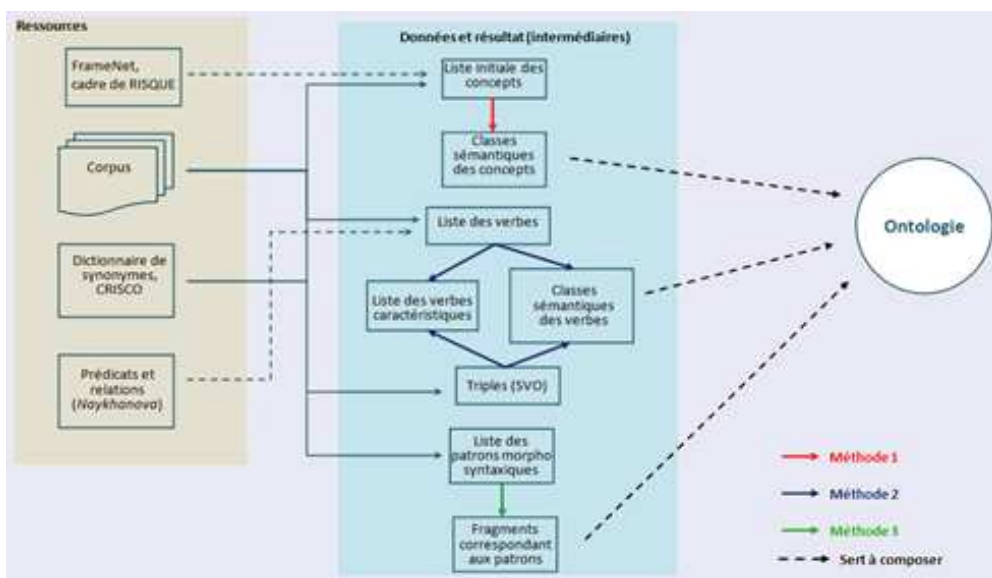 Ressources
FrameNet,
cadre de RISQUE
Corpus
Dictionnaire de
synonymes,
CRISCO
Prédicats et
relations
(Naykhanova)
Données et résultat (intermédiaires)
Liste initiale des
concepts
Classes
sémantiques
des concepts
Liste des verbes
Liste des verbes
caractéristiques
Classes
sémantiques
des verbes
Triples (SVO)
Liste des
patrons morpho
syntaxiques
Fragments
correspondant
aux patrons
Ontologie
Méthode 1
Méthode 2
Méthode 3
Sert à composer